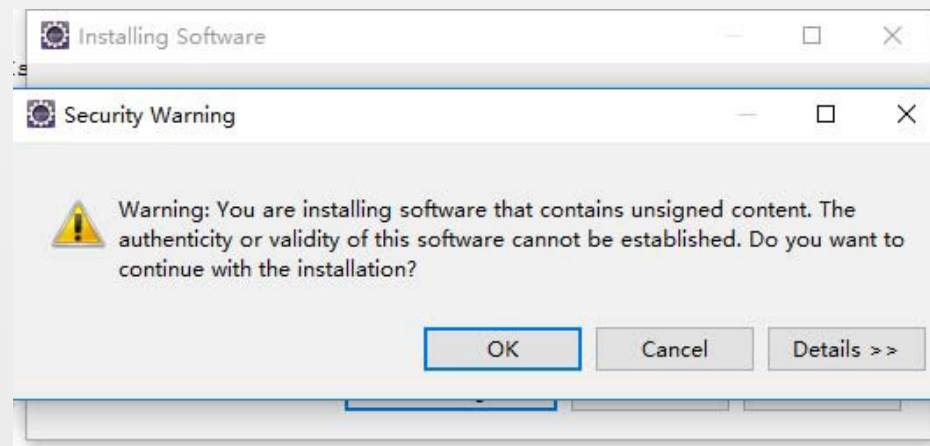 Installing Software
Security Warning
Warning: You are installing software that contains unsigned content. The
authenticity or validity of this software cannot be established. Do you want to
continue with the installation?
OK
Cancel
Details >>